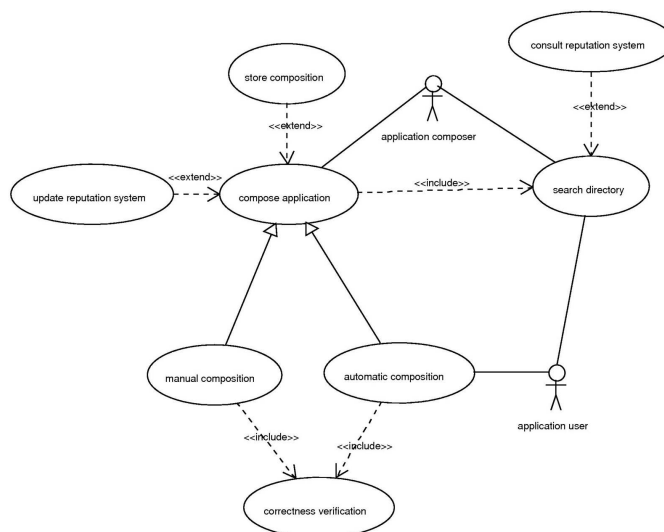 consult reputation system
store composition
<<extend>>
<<extend>>
application composer
<<extend>>
<<include>>
update reputation system
compose application
search directory
manual composition
automatic composition
application user
<<include>>
<<include>>
correctness verification